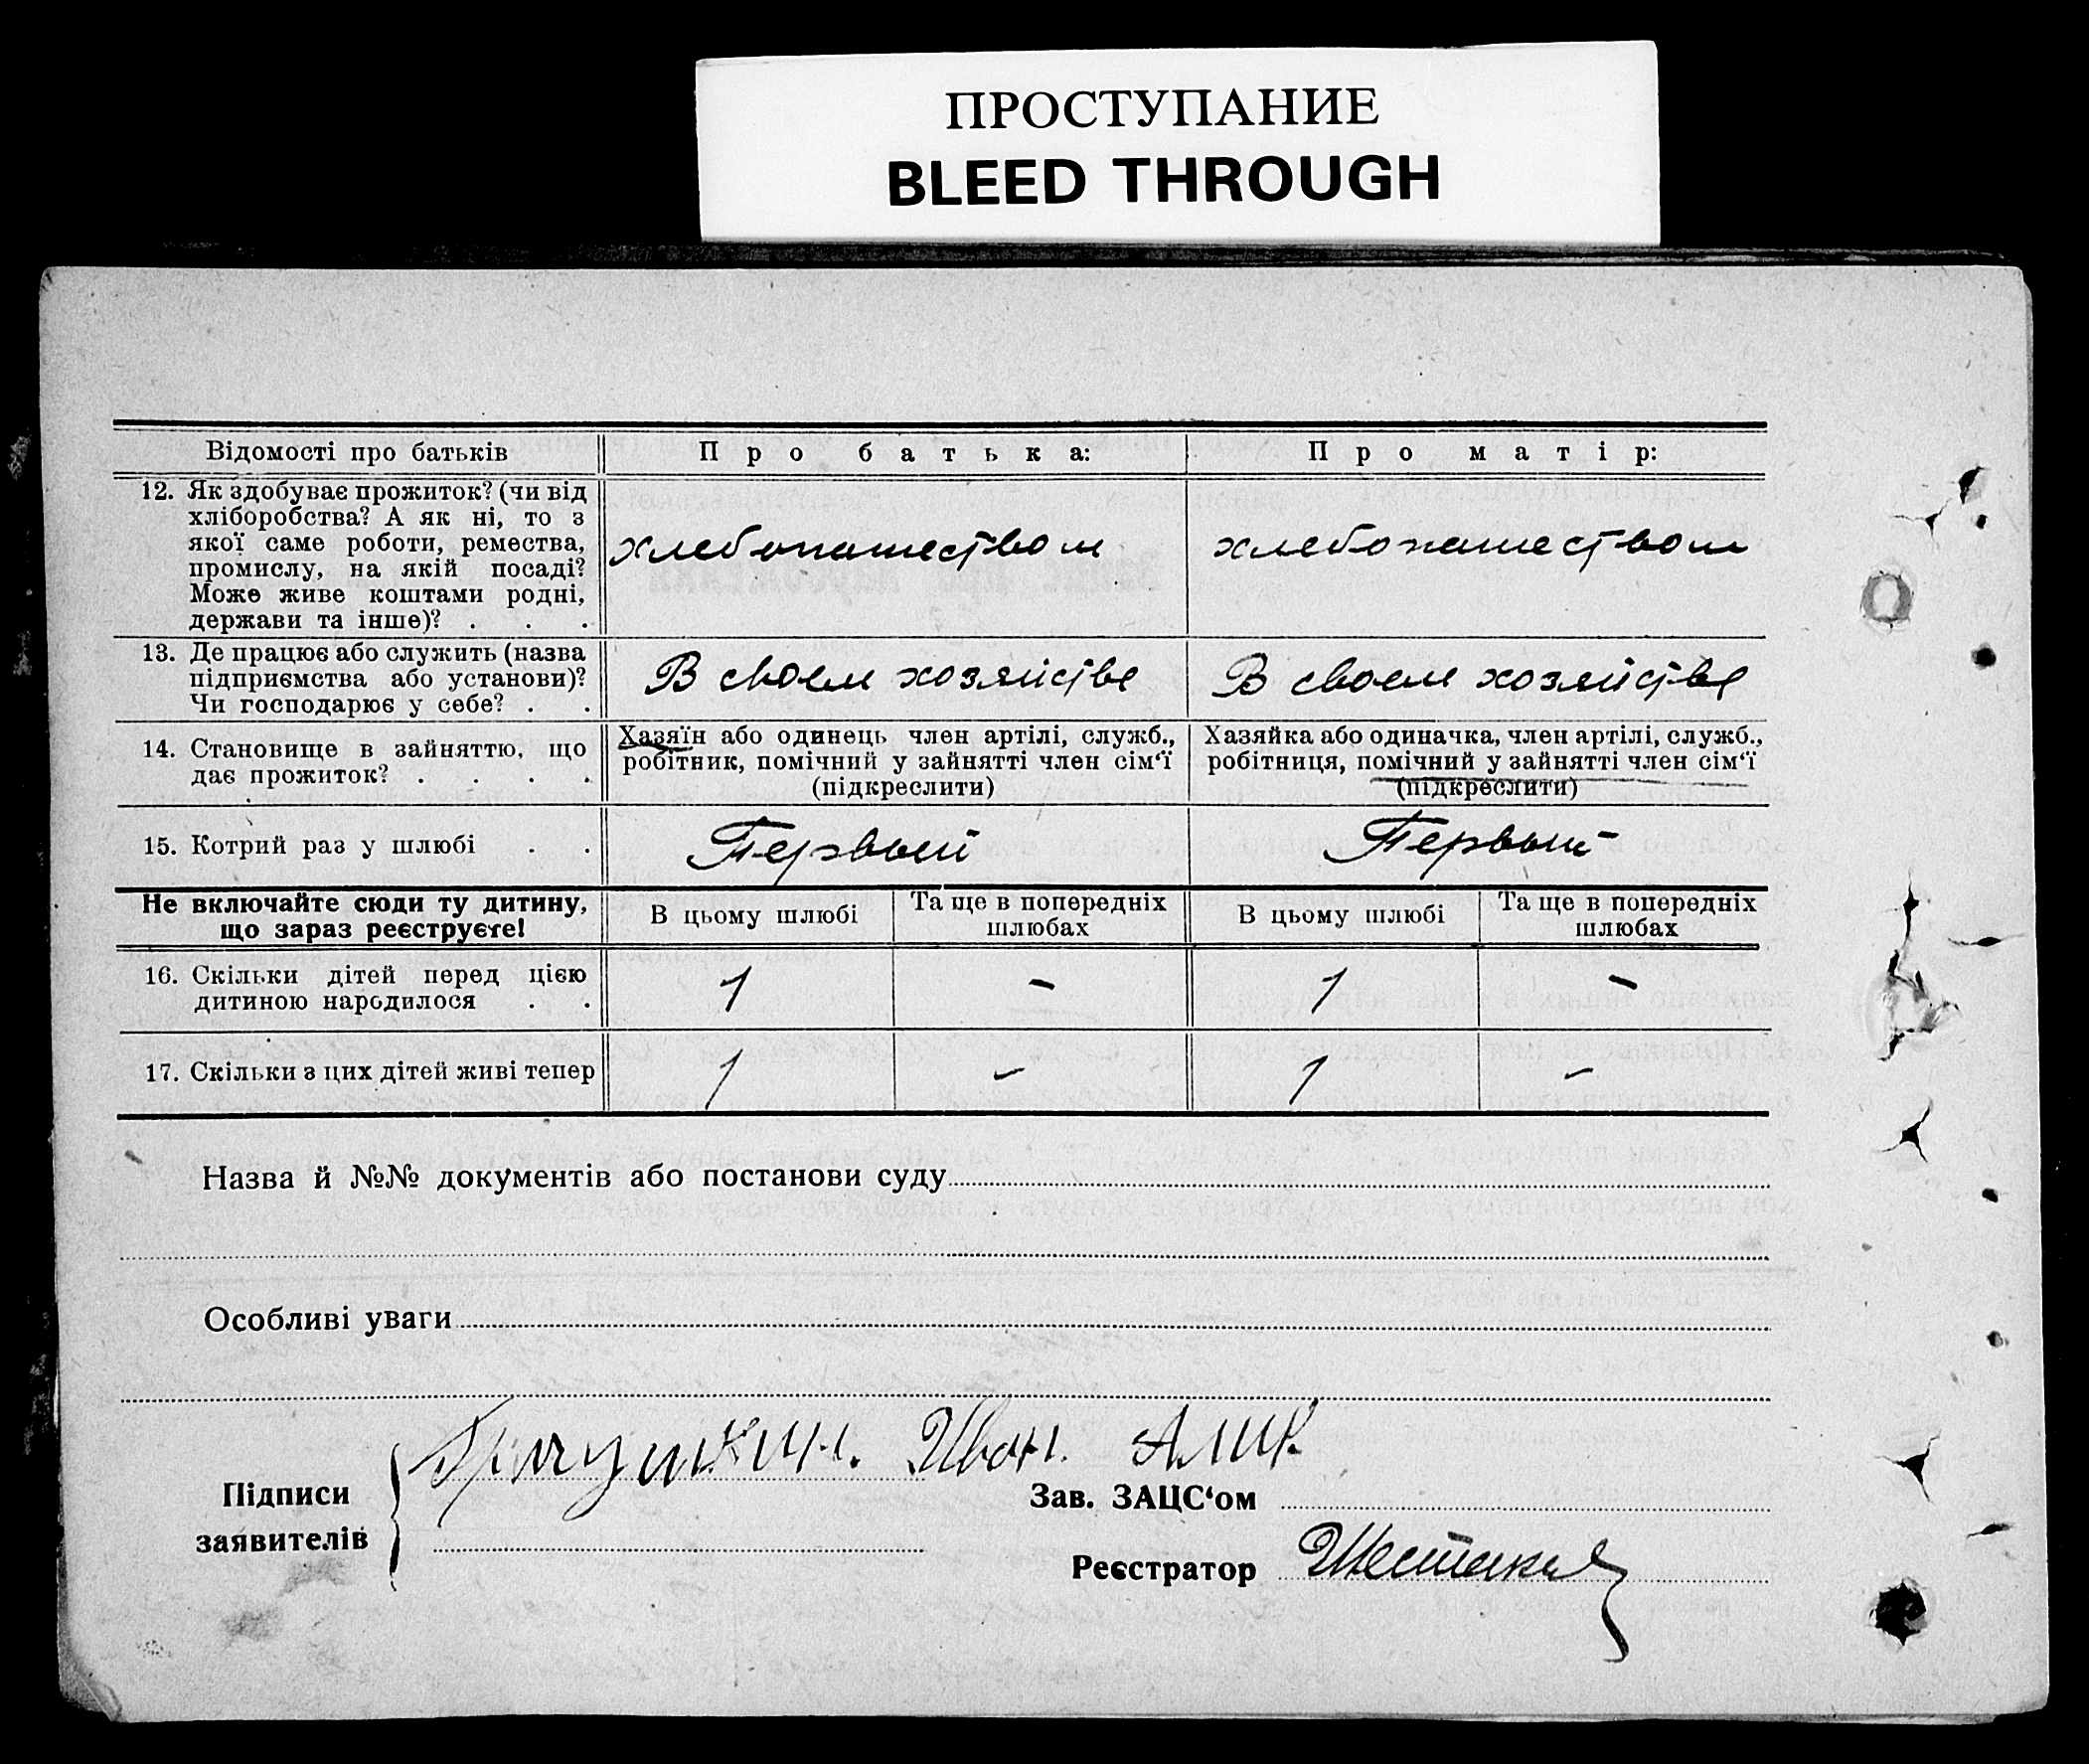 ПРОСТУПАНИЕ
BLEED THROUGH
Відомості про батьків
Про батька:
Про матір:
12. Як здобуває прожиток? (чи від
хліборобства? А як ні, то з
якої саме роботи, ремества,
промислу, на якій посаді?
Може живе коштами родні,
держави та інше)? . . .
хлебопашеством
хлебопашеством
13. Де працює або служить (назва
підприємства або установи)?
Чи господарює у себе? . .
В своем хозяйстве
В своем хозяйстве
14. Становище в зайняттю, що
дає прожиток? . . . .
Хазяїн або одинець член артілі, служб.,
робітник, помічний у зайнятті член сім‘ї
(підкреслити)
Хазяйка або одиначка, член артілі, служб.,
робітниця, помічний у зайнятті член сім‘ї
(підкреслити)
15. Котрий раз у шлюбі . .
Первый
Первый
Не включайте сюди ту дитину,
що зараз реєструєте!
В цьому шлюбі
Та ще в попередніх
шлюбах
В цьому шлюбі
Та ще в попередніх
шлюбах
16. Скільки дітей перед цією
дитиною народилося . .
1
-
1
-
17. Скільки з цих дітей живі тепер
1
-
1
-
Назва й №№ документів або постанови суду
Особливі уваги
Підписи
заявителів
Иван.
Зав. ЗАЦС‘ом
Реєстратор